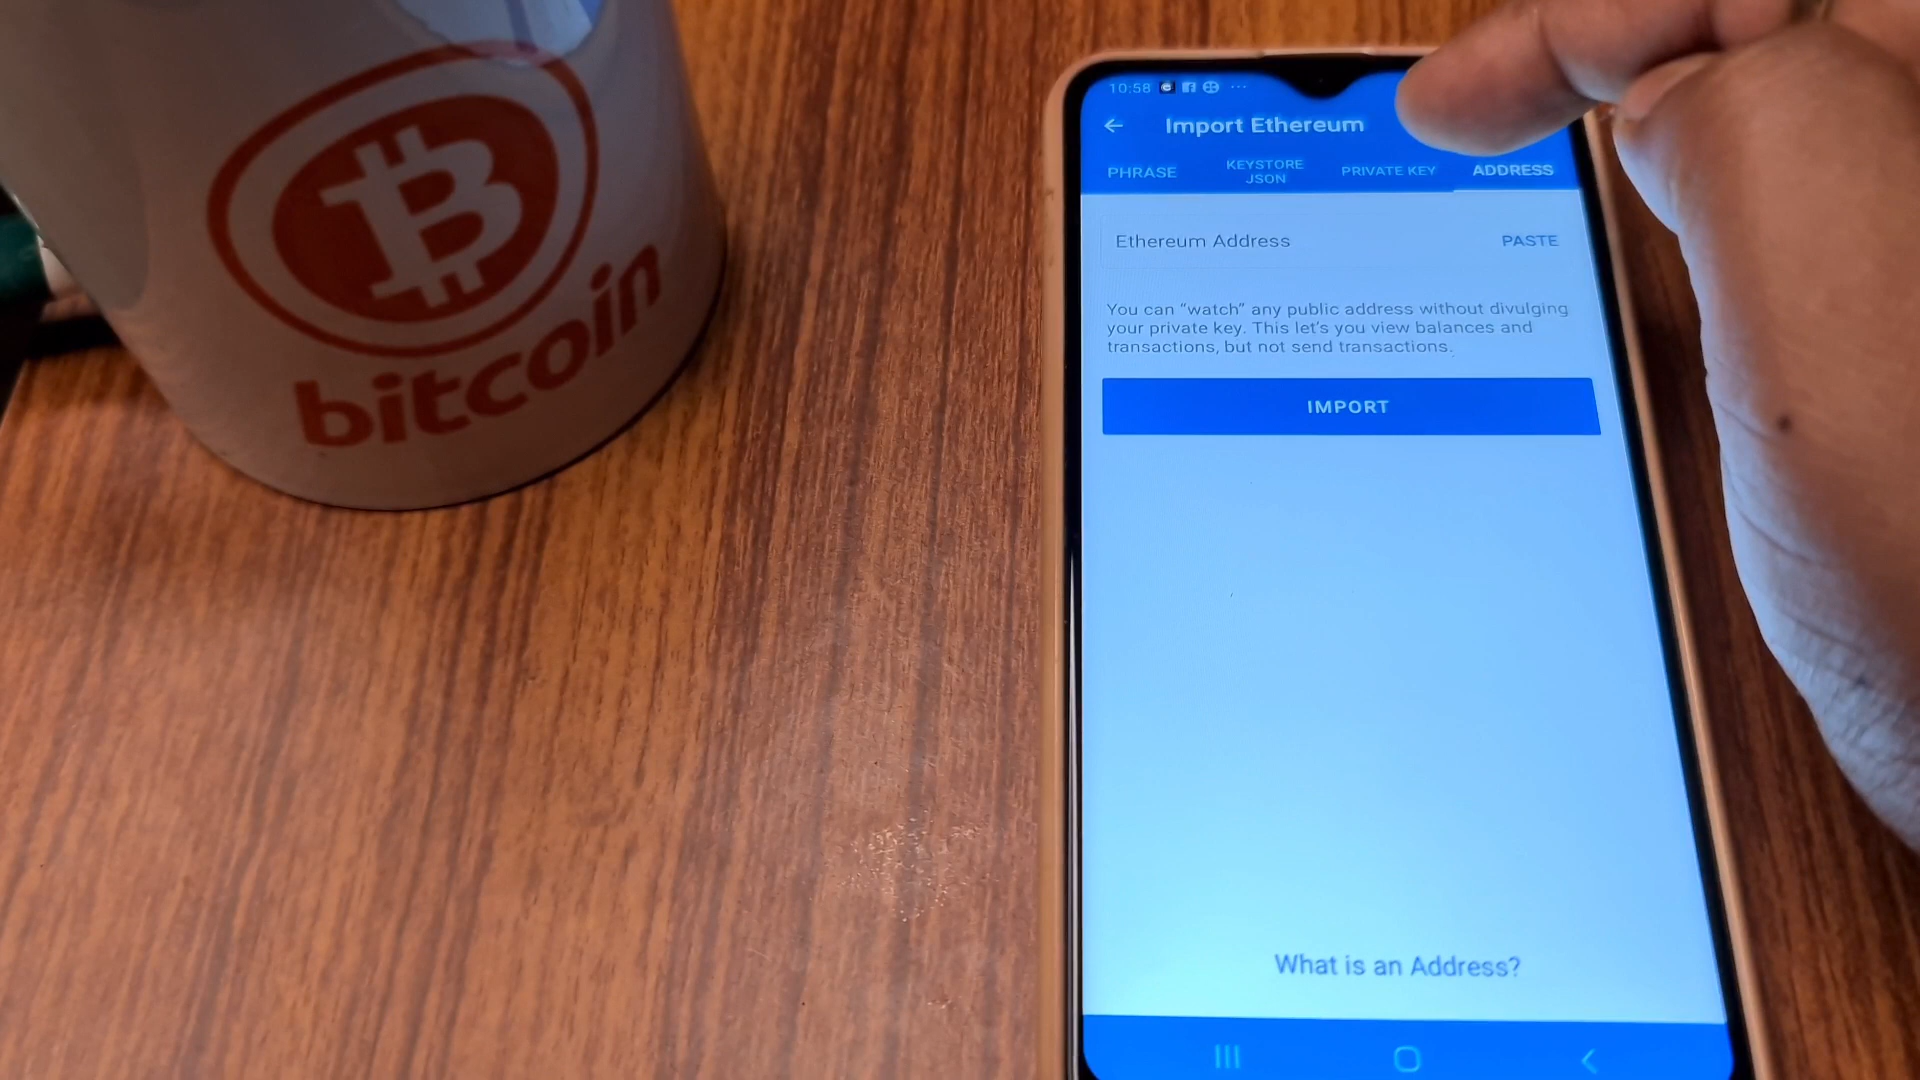 bitcoin
10:58
Import Ethereum
PHRASE
KEYSTORE
JSON
PRIVATE KEY
ADDRESS
Ethereum Address
PASTE
You can “watch” any public address without divulging
your private key. This let’s you view balances and
transactions, but not send transactions.
IMPORT
What is an Address?